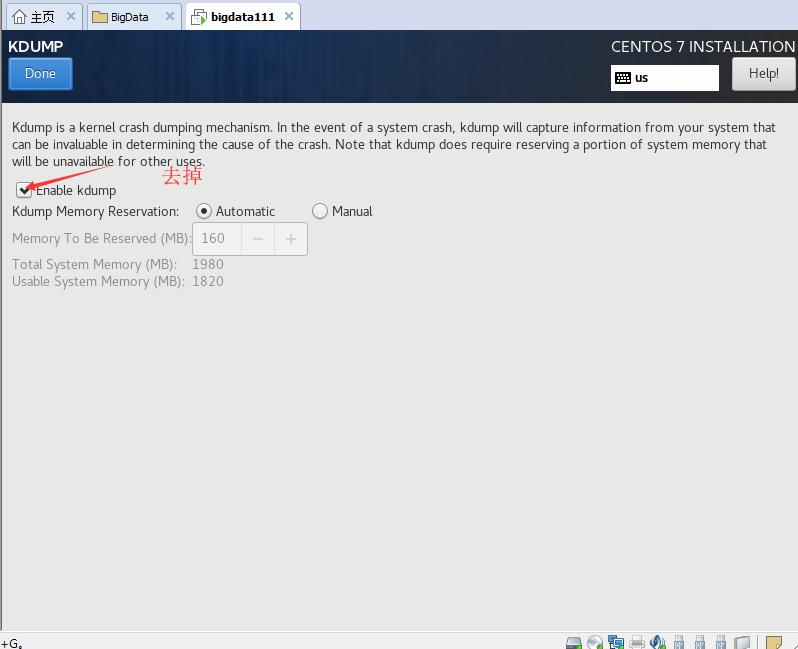 主页 BigData bigdata111
KDUMP CENTOS 7 INSTALLATION
Done us Help!
Kdump is a kernel crash dumping mechanism. In the event of a system crash, kdump will capture information from your system that
can be invaluable in determining the cause of the crash. Note that kdump does require reserving a portion of system memory that
will be unavailable for other uses.
去掉
Enable kdump
Kdump Memory Reservation: Automatic Manual
Memory To Be Reserved (MB): 160 − +
Total System Memory (MB): 1980
Usable System Memory (MB): 1820
+G。